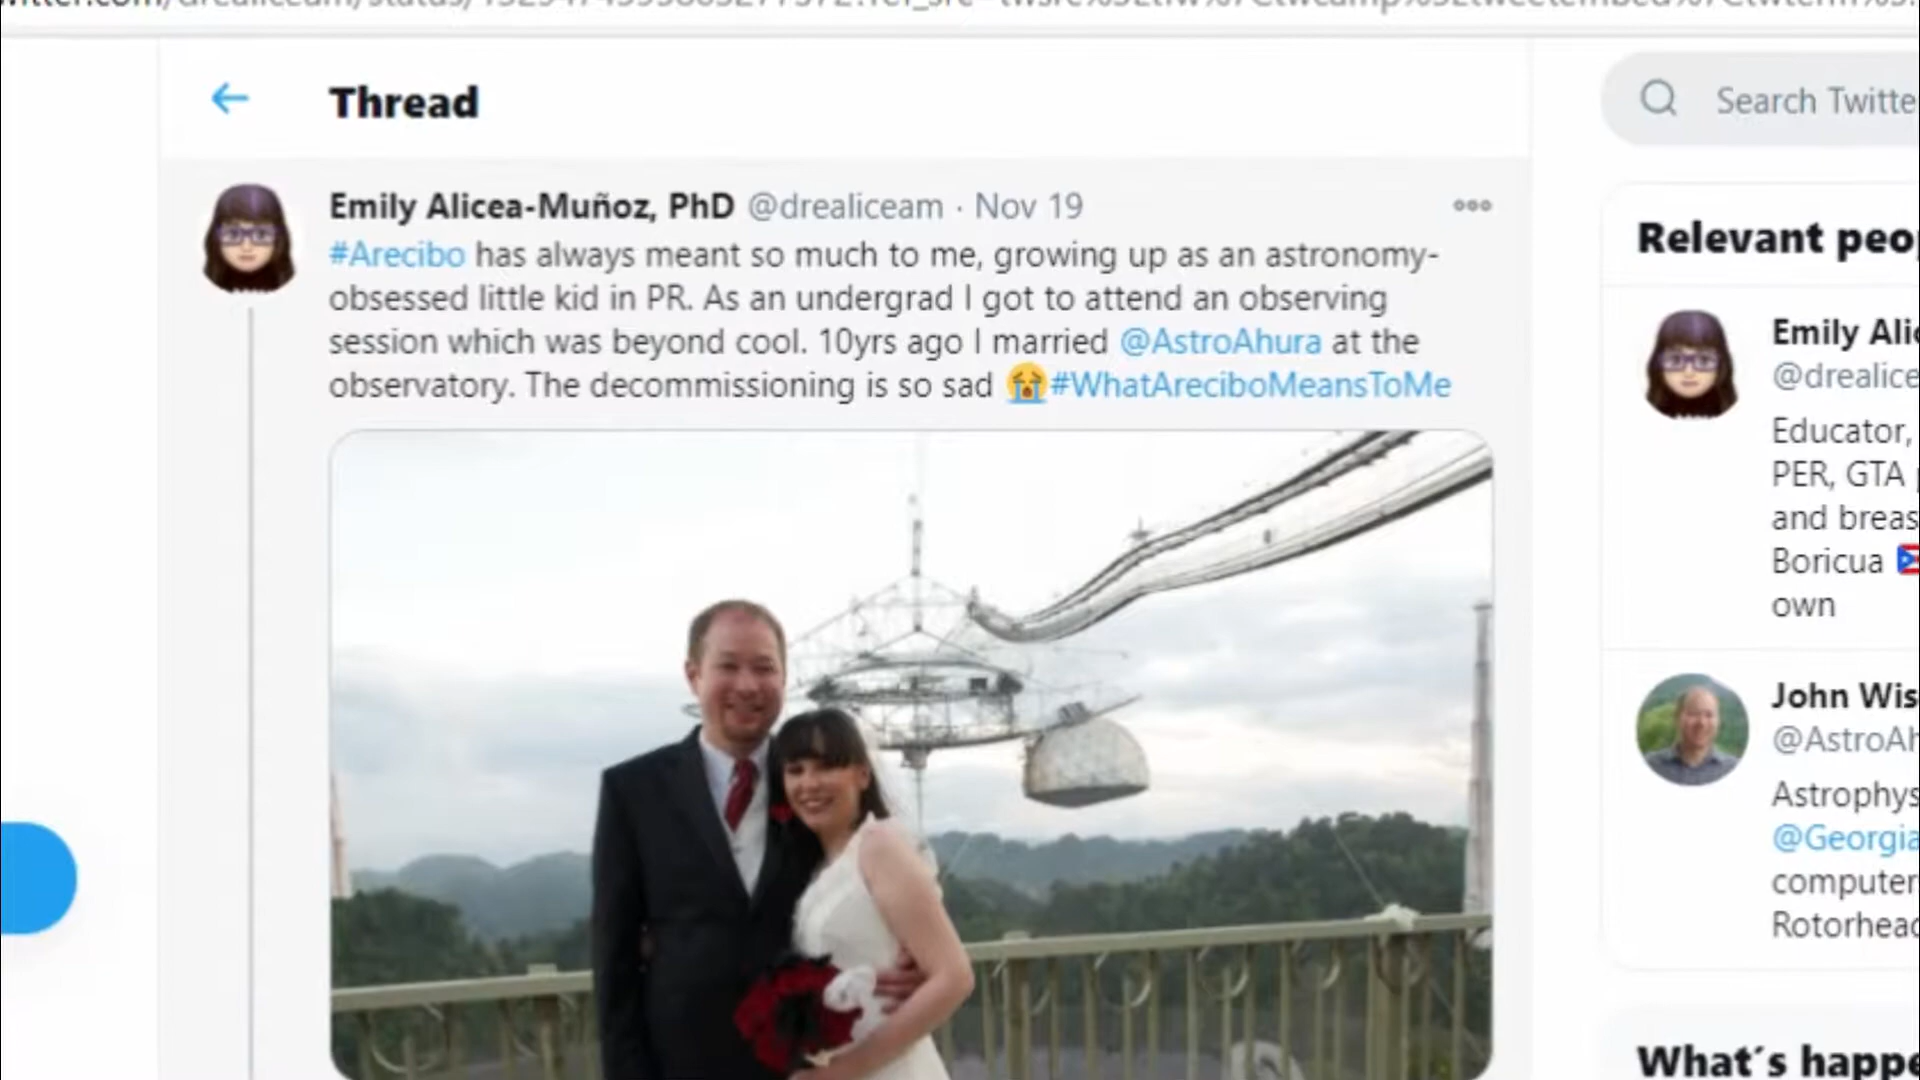 Thread
Search Twitte
Emily Alicea-Muñoz, PhD @drealiceam · Nov 19
#Arecibo has always meant so much to me, growing up as an astronomy-
obsessed little kid in PR. As an undergrad I got to attend an observing
session which was beyond cool. 10yrs ago I married @AstroAhura at the
observatory. The decommissioning is so sad 😭#WhatAreciboMeansToMe
Relevant peo
Emily Alic
@drealice
Educator,
PER, GTA
and breas
Boricua 🇵🇷
own
John Wis
@AstroAh
Astrophys
@Georgia
computer
Rotorhead
What´s happe